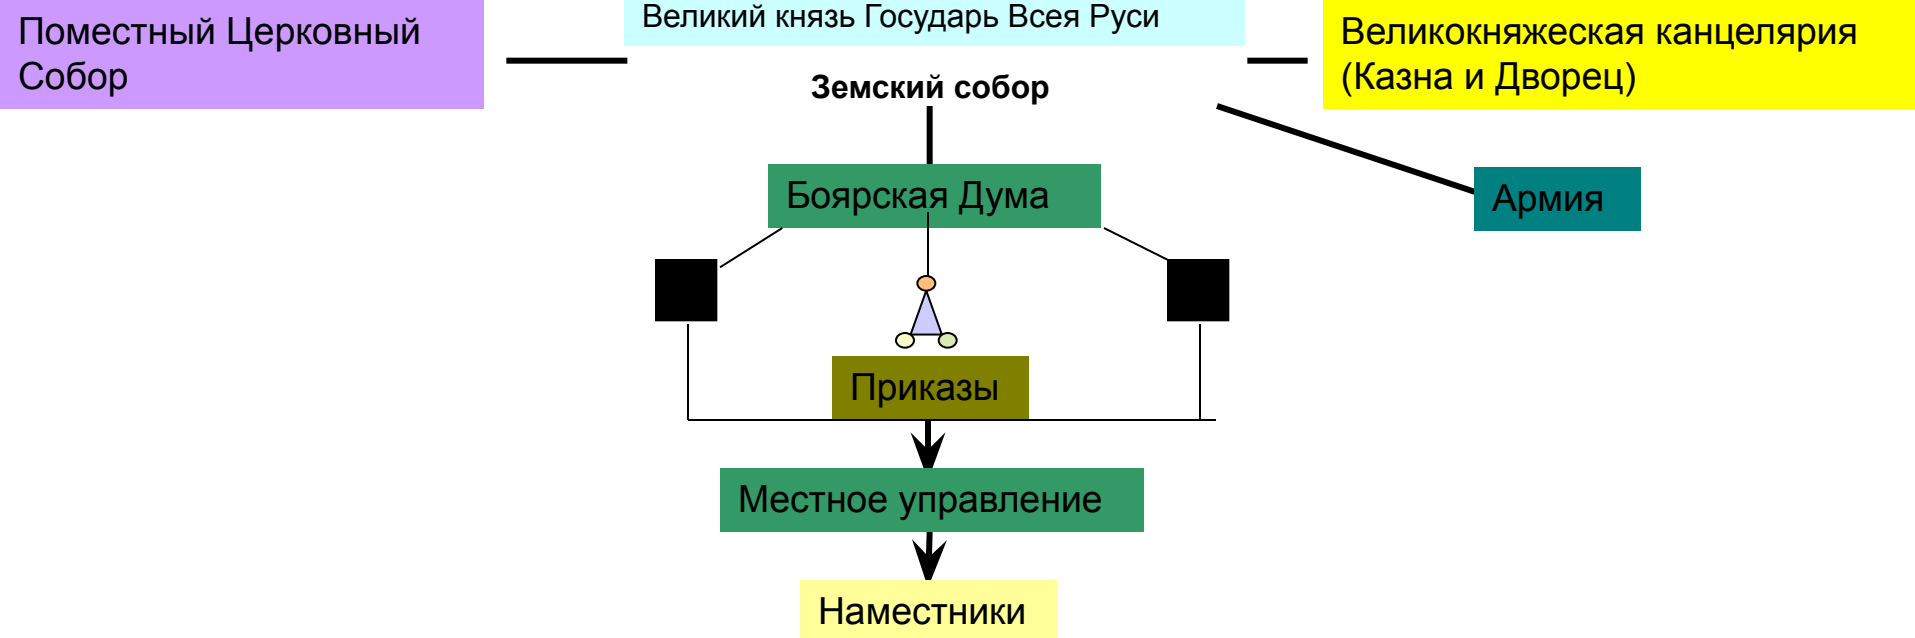 Поместный Церковный
Собор
Великий князь Государь Всея Руси
Великокняжеская канцелярия
(Казна и Дворец)
Земский собор
Боярская Дума
Армия
Приказы
Местное управление
Наместники